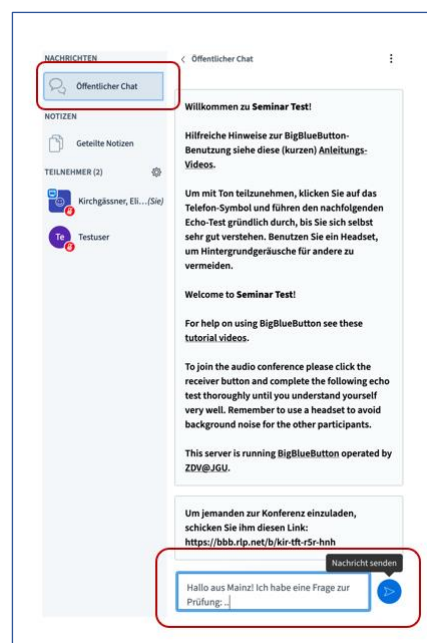 NACHRICHTEN
Öffentlicher Chat
NOTIZEN
Geteilte Notizen
TEILNEHMER (2)
Kirchgässner, Eli... (Sie)
Te Testuser
Öffentlicher Chat
Willkommen zu Seminar Test!
Hilfreiche Hinweise zur BigBlueButton-
Benutzung siehe diese (kurzen) Anleitungs-
Videos.
Um mit Ton teilzunehmen, klicken Sie auf das
Telefon-Symbol und führen den nachfolgenden
Echo-Test gründlich durch, bis Sie sich selbst
sehr gut verstehen. Benutzen Sie ein Headset,
um Hintergrundgeräusche für andere zu
vermeiden.
Welcome to Seminar Test!
For help on using BigBlueButton see these
tutorial videos.
To join the audio conference please click the
receiver button and complete the following echo
test thoroughly until you understand yourself
very well. Remember to use a headset to avoid
background noise for the other participants.
This server is running BigBlueButton operated by
ZDV@JGU.
Um jemanden zur Konferenz einzuladen,
schicken Sie ihm diesen Link:
https://bbb.rlp.net/b/kir-tft-r5r-hnh
Nachricht senden
Hallo aus Mainz! Ich habe eine Frage zur
Prüfung: ..